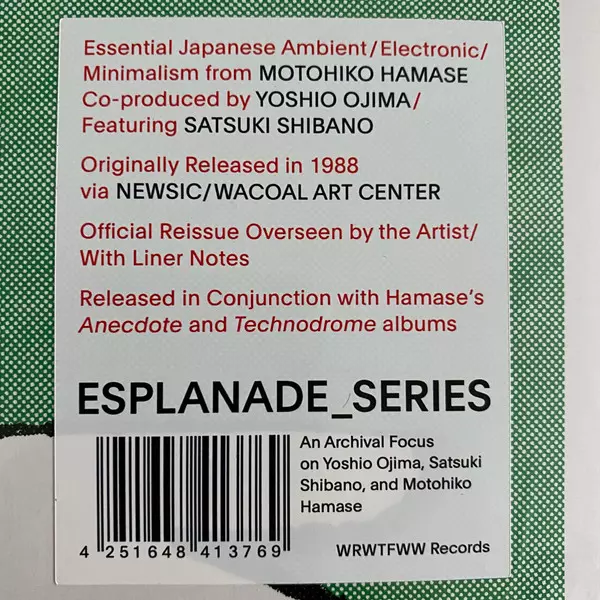 Essential Japanese Ambient/Electronic/
Minimalism from MOTOHIKO HAMASE
Co-produced by YOSHIO OJIMA/
Featuring SATSUKI SHIBANO
Originally Released in 1988
via NEWSIC/WACOAL ART CENTER
Official Reissue Overseen by the Artist/
With Liner Notes
Released in Conjunction with Hamase's
Anecdote and Technodrome albums
ESPLANADE_SERIES
An Archival Focus
on Yoshio Ojima, Satsuki
Shibano, and Motohiko
Hamase
4 251648 413769
WRWTFWW Records